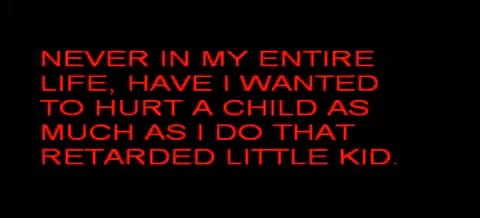 NEVER IN MY ENTIRE
LIFE, HAVE I WANTED
TO HURT A CHILD AS
MUCH AS I DO THAT
RETARDED LITTLE KID.